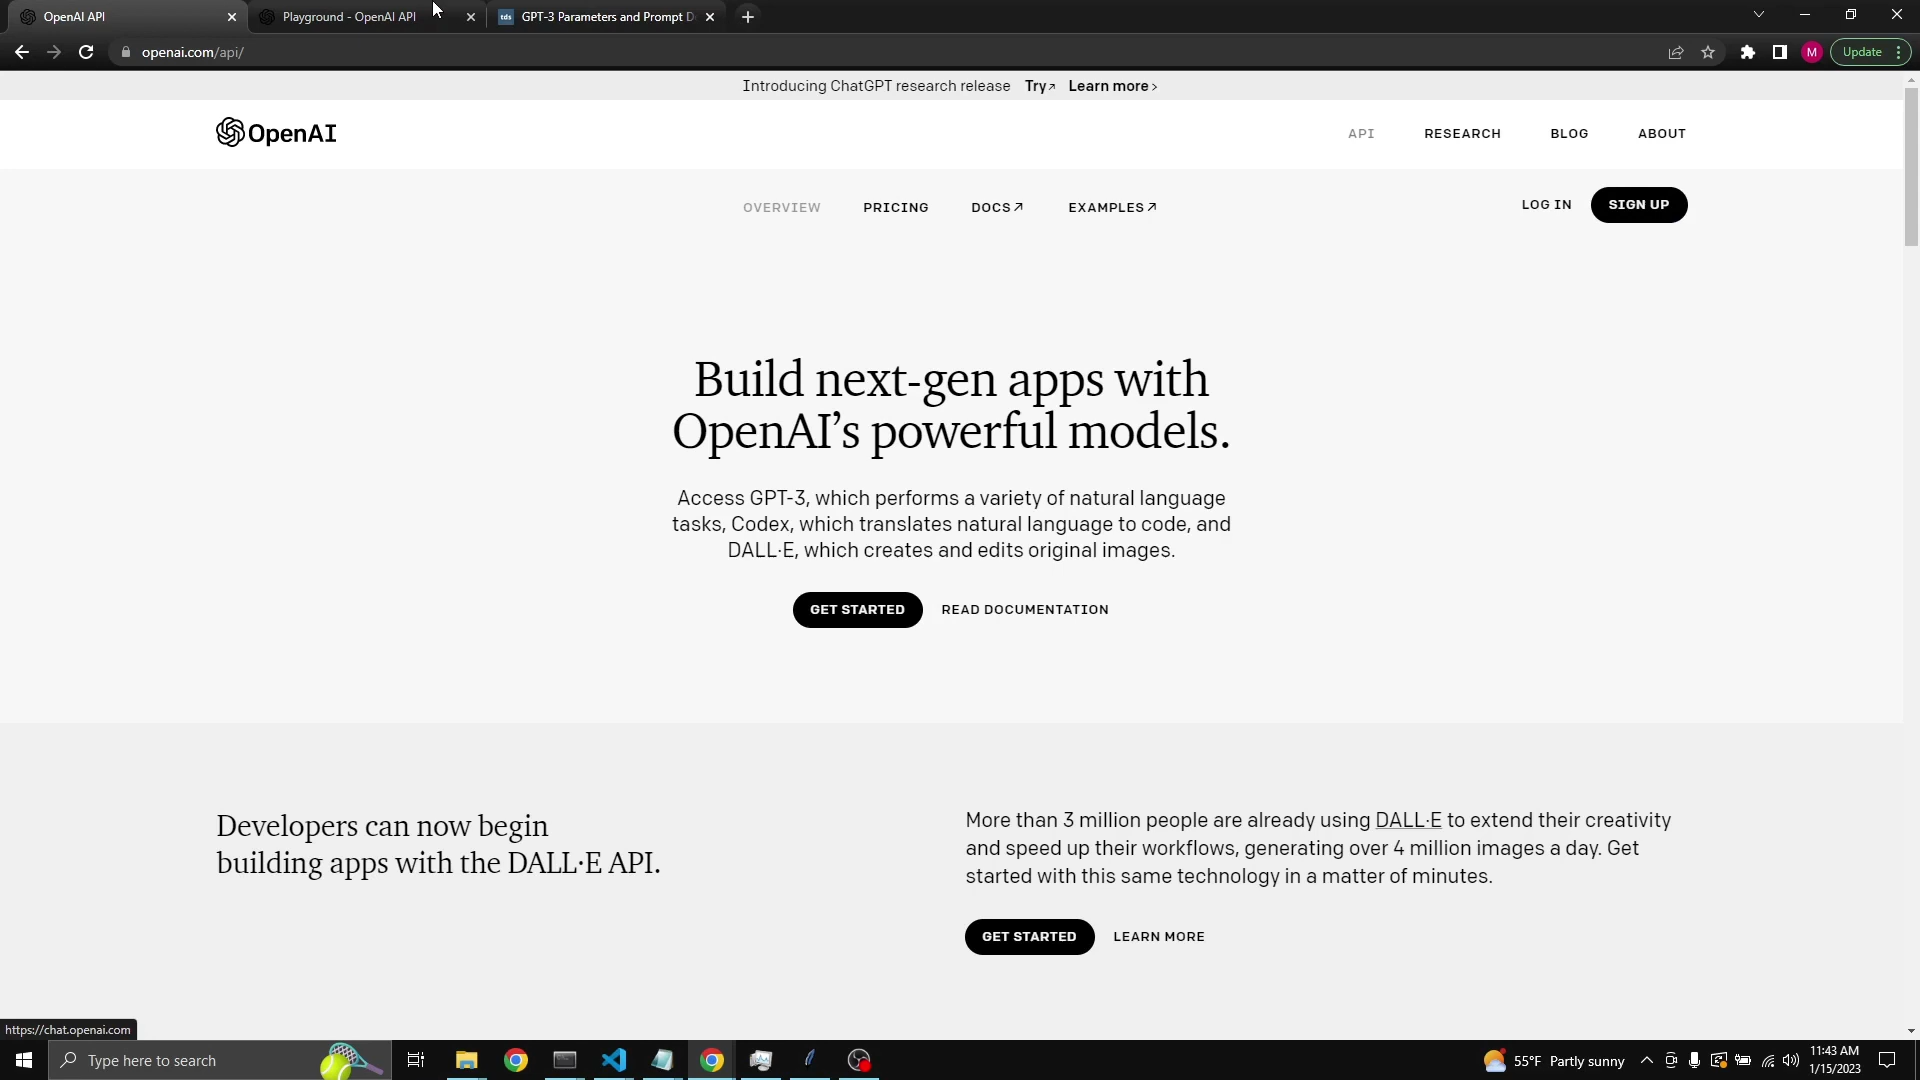 OpenAI API
Playground - OpenAI API
tds GPT-3 Parameters and Prompt D
openai.com/api/
M
Update
Introducing ChatGPT research release Try↗ Learn more >
OpenAI
API RESEARCH BLOG ABOUT
OVERVIEW PRICING DOCS↗ EXAMPLES↗
LOG IN SIGN UP
Build next-gen apps with
OpenAI’s powerful models.
Access GPT-3, which performs a variety of natural language
tasks, Codex, which translates natural language to code, and
DALL·E, which creates and edits original images.
GET STARTED READ DOCUMENTATION
Developers can now begin
building apps with the DALL·E API.
More than 3 million people are already using DALL·E to extend their creativity
and speed up their workflows, generating over 4 million images a day. Get
started with this same technology in a matter of minutes.
GET STARTED LEARN MORE
https://chat.openai.com
Type here to search
55°F Partly sunny
11:43 AM
1/15/2023